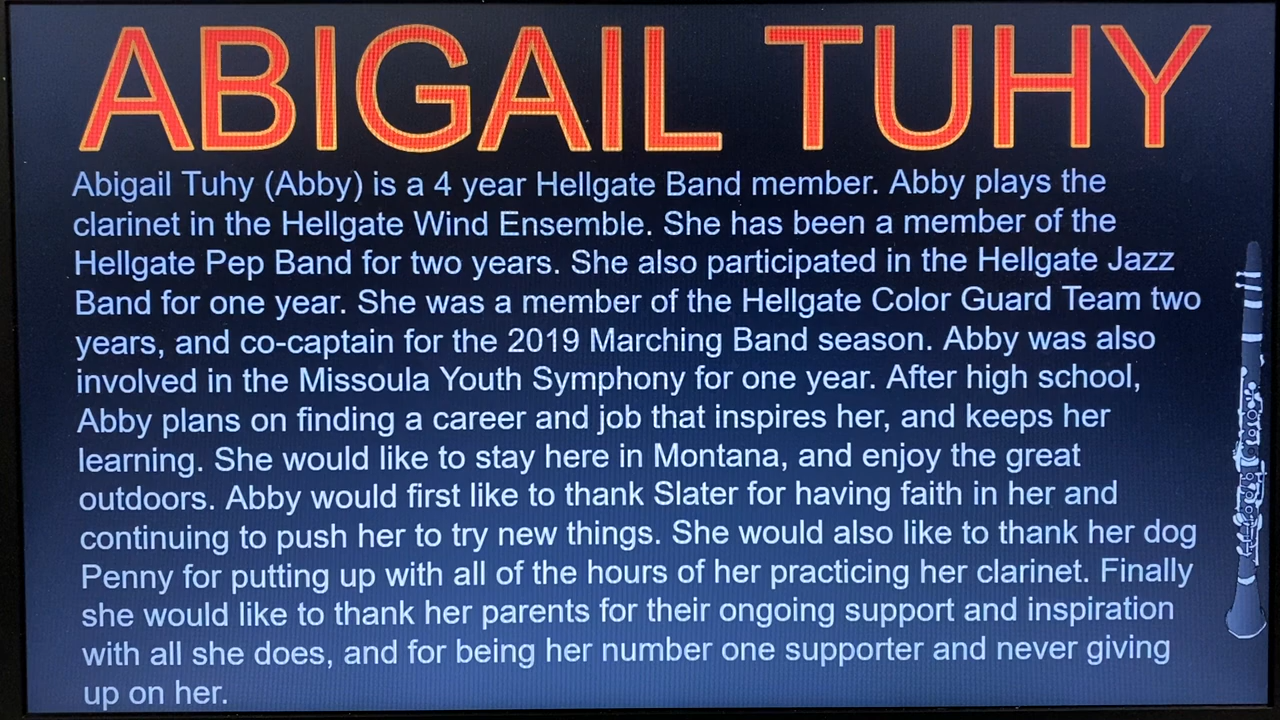 ABIGAIL TUHY
Abigail Tuhy (Abby) is a 4 year Hellgate Band member. Abby plays the
clarinet in the Hellgate Wind Ensemble. She has been a member of the
Hellgate Pep Band for two years. She also participated in the Hellgate Jazz
Band for one year. She was a member of the Hellgate Color Guard Team two
years, and co-captain for the 2019 Marching Band season. Abby was also
involved in the Missoula Youth Symphony for one year. After high school,
Abby plans on finding a career and job that inspires her, and keeps her
learning. She would like to stay here in Montana, and enjoy the great
outdoors. Abby would first like to thank Slater for having faith in her and
continuing to push her to try new things. She would also like to thank her dog
Penny for putting up with all of the hours of her practicing her clarinet. Finally
she would like to thank her parents for their ongoing support and inspiration
with all she does, and for being her number one supporter and never giving
up on her.